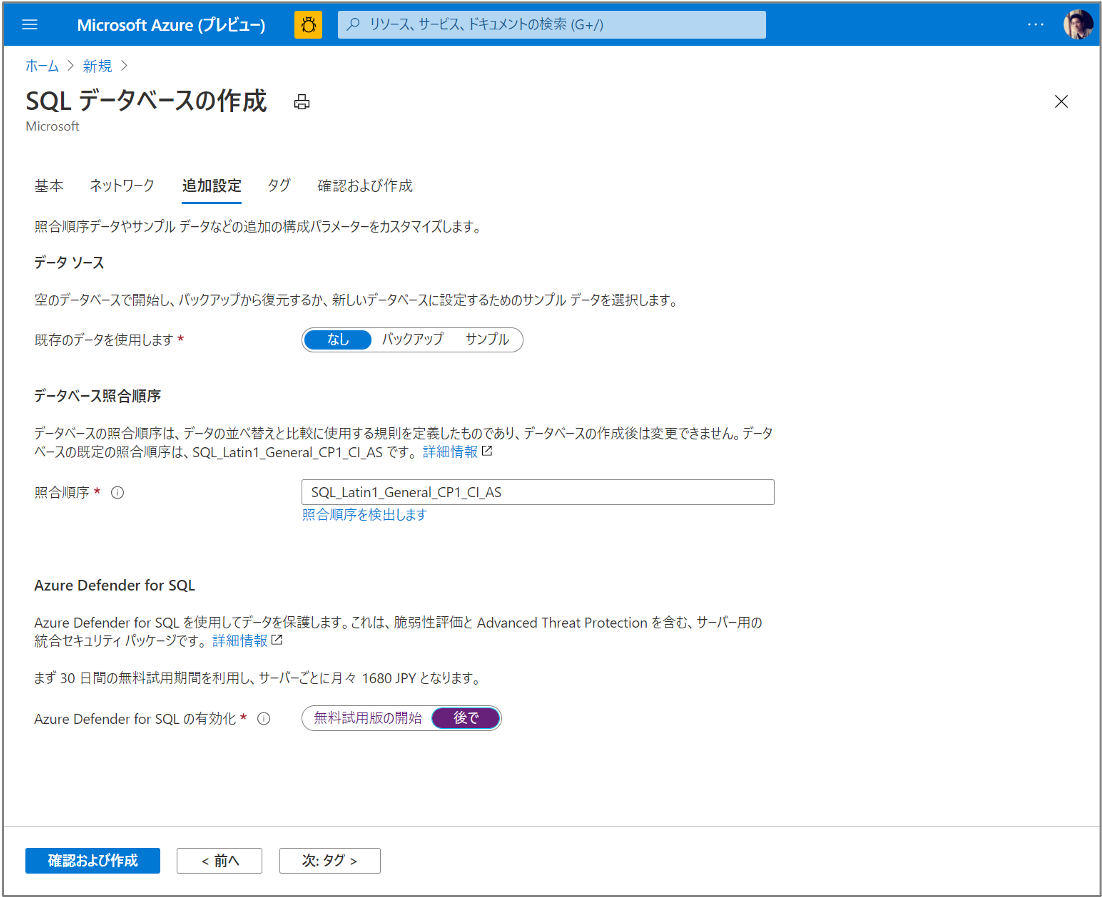 Microsoft Azure (プレビュー)
リソース、サービス、ドキュメントの検索 (G+/)
ホーム > 新規 >
SQL データベースの作成
Microsoft
基本 ネットワーク 追加設定 タグ 確認および作成
照合順序データやサンプル データなどの追加の構成パラメーターをカスタマイズします。
データ ソース
空のデータベースで開始し、バックアップから復元するか、新しいデータベースに設定するためのサンプル データを選択します。
既存のデータを使用します * なし バックアップ サンプル
データベース照合順序
データベースの照合順序は、データの並べ替えと比較に使用する規則を定義したものであり、データベースの作成後は変更できません。データ
ベースの既定の照合順序は、SQL_Latin1_General_CP1_CI_AS です。 詳細情報
照合順序 * SQL_Latin1_General_CP1_CI_AS
照合順序を検出します
Azure Defender for SQL
Azure Defender for SQL を使用してデータを保護します。これは、脆弱性評価と Advanced Threat Protection を含む、サーバー用の
統合セキュリティ パッケージです。 詳細情報
まず 30 日間の無料試用期間を利用し、サーバーごとに月々 1680 JPY となります。
Azure Defender for SQL の有効化 * 無料試用版の開始 後で
確認および作成 < 前へ 次: タグ >